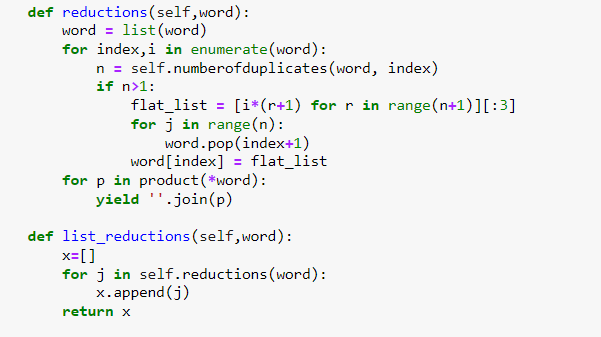 def reductions(self,word):
    word = list(word)
    for index,i in enumerate(word):
        n = self.numberofduplicates(word, index)
        if n>1:
            flat_list = [i*(r+1) for r in range(n+1)][:3]
            for j in range(n):
                word.pop(index+1)
            word[index] = flat_list
    for p in product(*word):
        yield ''.join(p)

def list_reductions(self,word):
    x=[]
    for j in self.reductions(word):
        x.append(j)
    return x